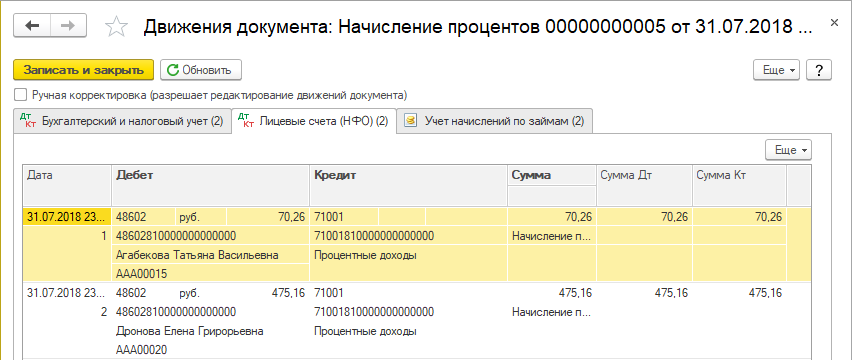 Движения документа: Начисление процентов 00000000005 от 31.07.2018 ...
Записать и закрыть Обновить Еще ?
Ручная корректировка (разрешает редактирование движений документа)
Дт Кт Бухгалтерский и налоговый учет (2) Дт Кт Лицевые счета (НФО) (2) Учет начислений по займам (2)
Еще
Дата Дебет Кредит Сумма Сумма Дт Сумма Кт
31.07.2018 23... 48602 руб. 70,26 71001 70,26 70,26 70,26
1 48602810000000000000 71001810000000000000 Начисление п...
Агабекова Татьяна Васильевна Процентные доходы
ААА00015
31.07.2018 23... 48602 руб. 475,16 71001 475,16 475,16 475,16
2 48602810000000000000 71001810000000000000 Начисление п...
Дронова Елена Григорьевна Процентные доходы
ААА00020